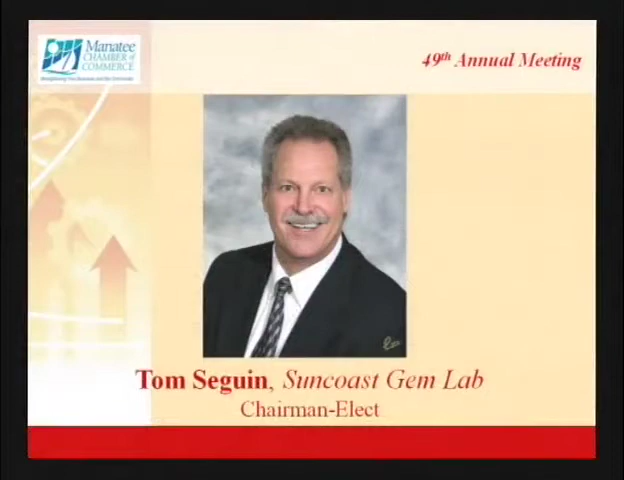 Manatee
CHAMBER of
COMMERCE
49th Annual Meeting
Tom Seguin, Suncoast Gem Lab
Chairman-Elect